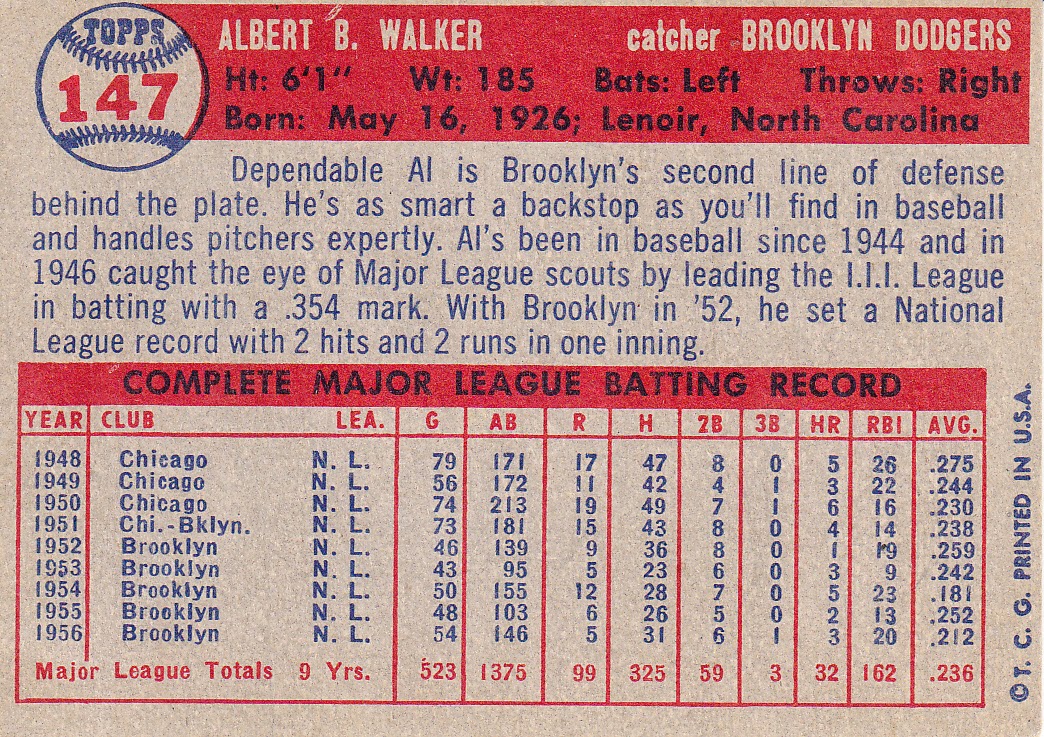 TOPPS
147
ALBERT B. WALKER catcher BROOKLYN DODGERS
Ht: 6'1" Wt: 185 Bats: Left Throws: Right
Born: May 16, 1926; Lenoir, North Carolina
Dependable Al is Brooklyn's second line of defense
behind the plate. He's as smart a backstop as you'll find in baseball
and handles pitchers expertly. Al's been in baseball since 1944 and in
1946 caught the eye of Major League scouts by leading the I.I.I. League
in batting with a .354 mark. With Brooklyn in '52, he set a National
League record with 2 hits and 2 runs in one inning.
COMPLETE MAJOR LEAGUE BATTING RECORD
YEAR CLUB LEA. G AB R H 2B 3B HR RBI AVG.
1948 Chicago N. L. 79 171 17 47 8 0 5 26 .275
1949 Chicago N. L. 56 172 11 42 4 1 3 22 .244
1950 Chicago N. L. 74 213 19 49 7 1 6 16 .230
1951 Chi.-Bklyn. N. L. 73 181 15 43 8 0 4 14 .238
1952 Brooklyn N. L. 46 139 9 36 8 0 1 19 .259
1953 Brooklyn N. L. 43 95 5 23 6 0 3 9 .242
1954 Brooklyn N. L. 50 155 12 28 7 0 5 23 .181
1955 Brooklyn N. L. 48 103 6 26 5 0 2 13 .252
1956 Brooklyn N. L. 54 146 5 31 6 1 3 20 .212
Major League Totals 9 Yrs. 523 1375 99 325 59 3 32 162 .236
© T. C. G. PRINTED IN U.S.A.